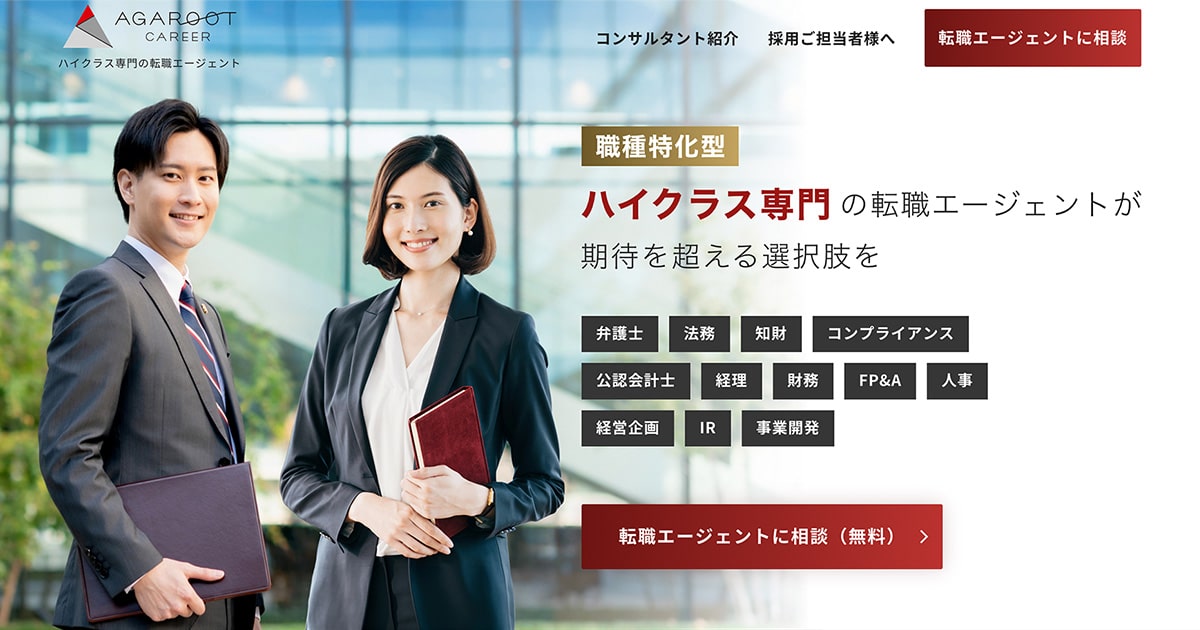 AGAROOT
CAREER
ハイクラス専門の転職エージェント
コンサルタント紹介 採用ご担当者様へ 転職エージェントに相談
職種特化型
ハイクラス専門の転職エージェントが
期待を超える選択肢を
弁護士 法務 知財 コンプライアンス
公認会計士 経理 財務 FP&A 人事
経営企画 IR 事業開発
転職エージェントに相談（無料）